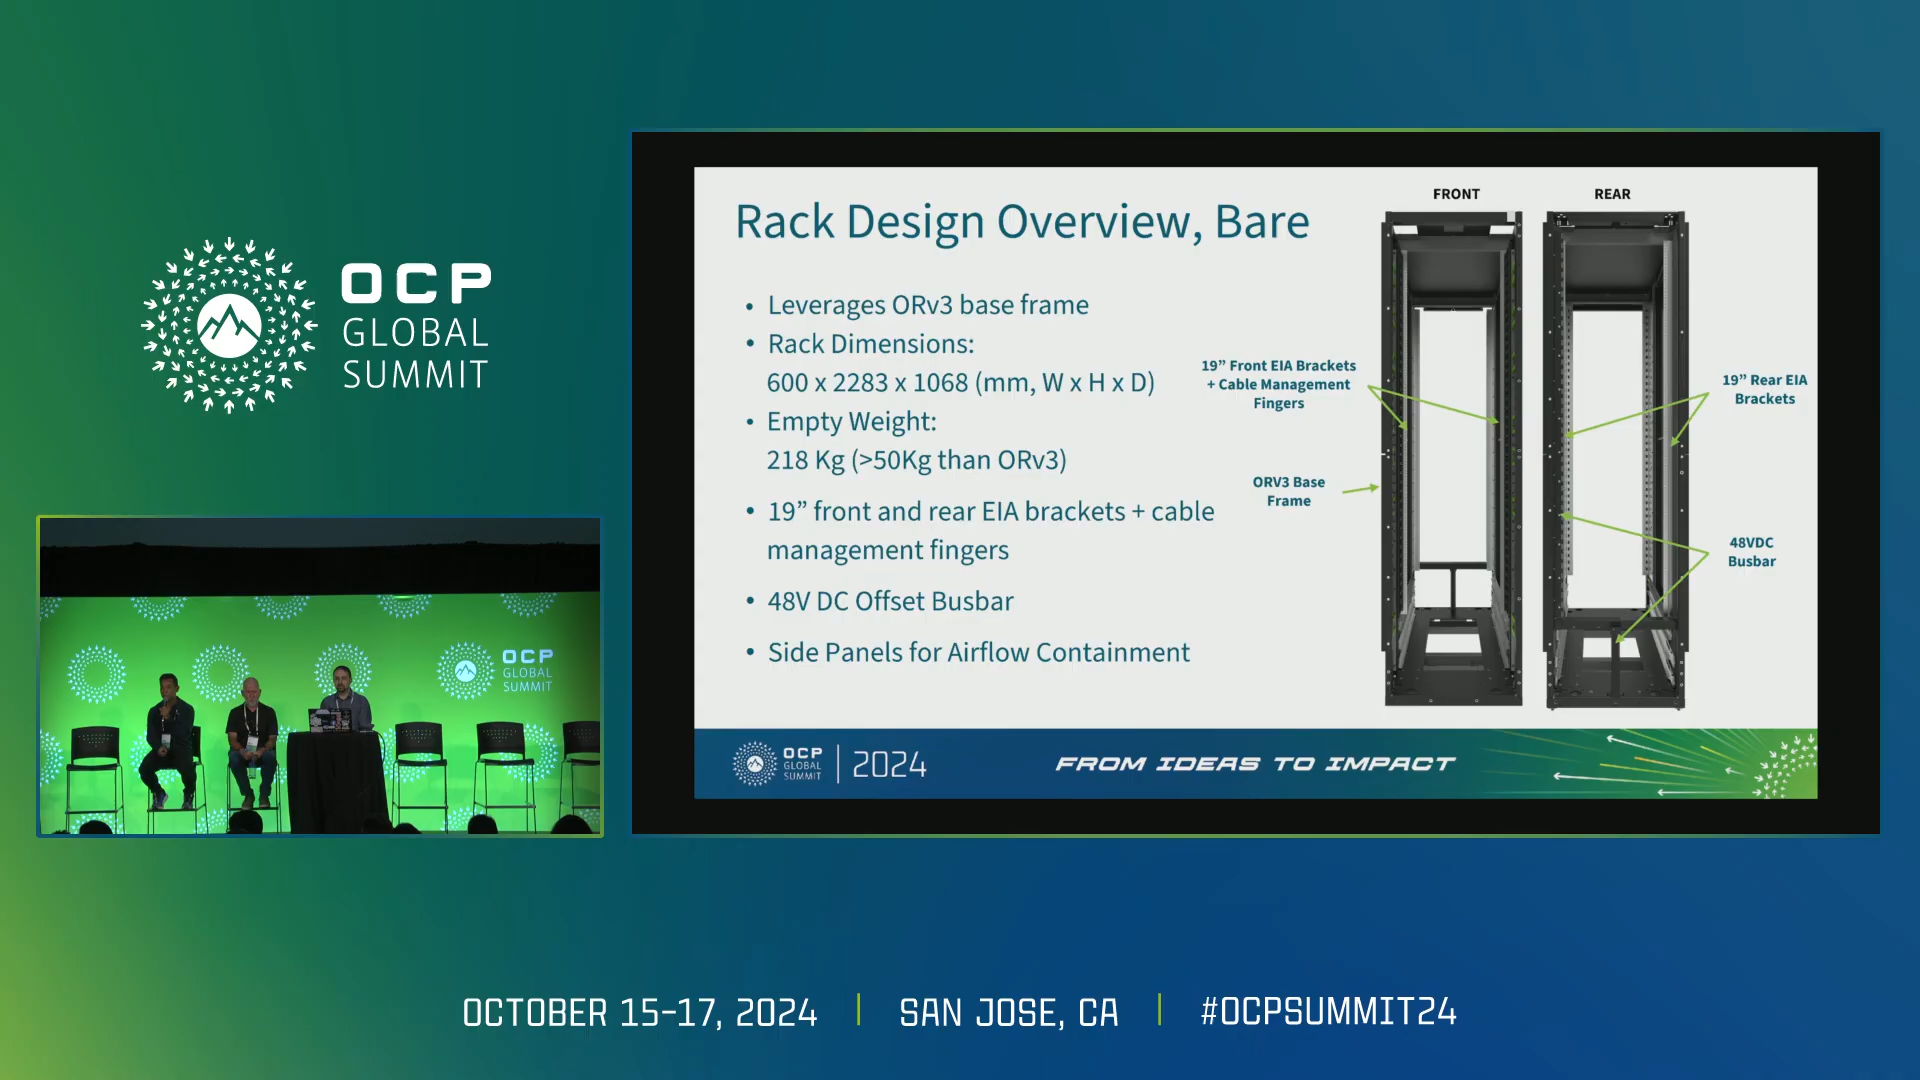 OCP
GLOBAL
SUMMIT
OCP
GLOBAL
SUMMIT
Rack Design Overview, Bare
• Leverages ORv3 base frame
• Rack Dimensions:
600 x 2283 x 1068 (mm, W x H x D)
• Empty Weight:
218 Kg (>50Kg than ORv3)
• 19” front and rear EIA brackets + cable
management fingers
• 48V DC Offset Busbar
• Side Panels for Airflow Containment
FRONT
REAR
19” Front EIA Brackets
+ Cable Management
Fingers
ORV3 Base
Frame
19” Rear EIA
Brackets
48VDC
Busbar
OCP
GLOBAL
SUMMIT
2024
FROM IDEAS TO IMPACT
OCTOBER 15-17, 2024 | SAN JOSE, CA | #OCPSUMMIT24